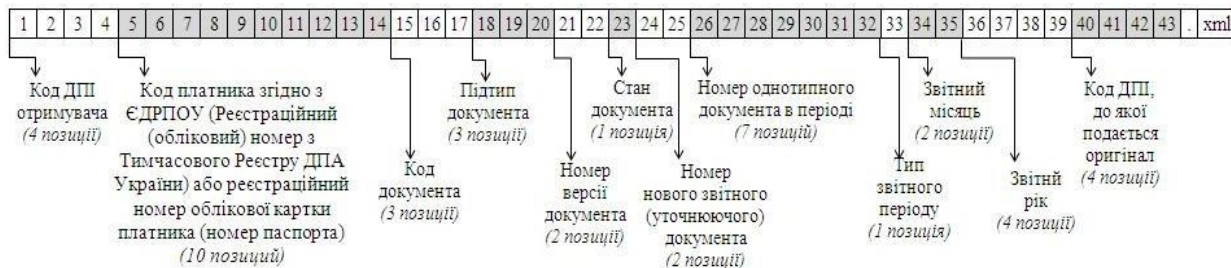 1 2 3 4 5 6 7 8 9 10 11 12 13 14 15 16 17 18 19 20 21 22 23 24 25 26 27 28 29 30 31 32 33 34 35 36 37 38 39 40 41 42 43 . xml
Код ДПІ
отримувача
(4 позиції)
Код платника згідно з
ЄДРПОУ (Реєстраційний
(обліковий) номер з
Тимчасового Реєстру ДПА
України) або реєстраційний
номер облікової картки
платника (номер паспорта)
(10 позиций)
Код
документа
(3 позиції)
Підтип
документа
(3 позиції)
Номер
версії
документа
(2 позиції)
Стан
документа
(1 позиція)
Номер
нового звітного
(уточнюючого)
документа
(2 позиції)
Номер однотипного
документа в періоді
(7 позицій)
Тип
звітного
періоду
(1 позиція)
Звітний
місяць
(2 позиції)
Звітнй
рік
(4 позиції)
Код ДПІ,
до якої
подається
оригінал
(4 позиції)